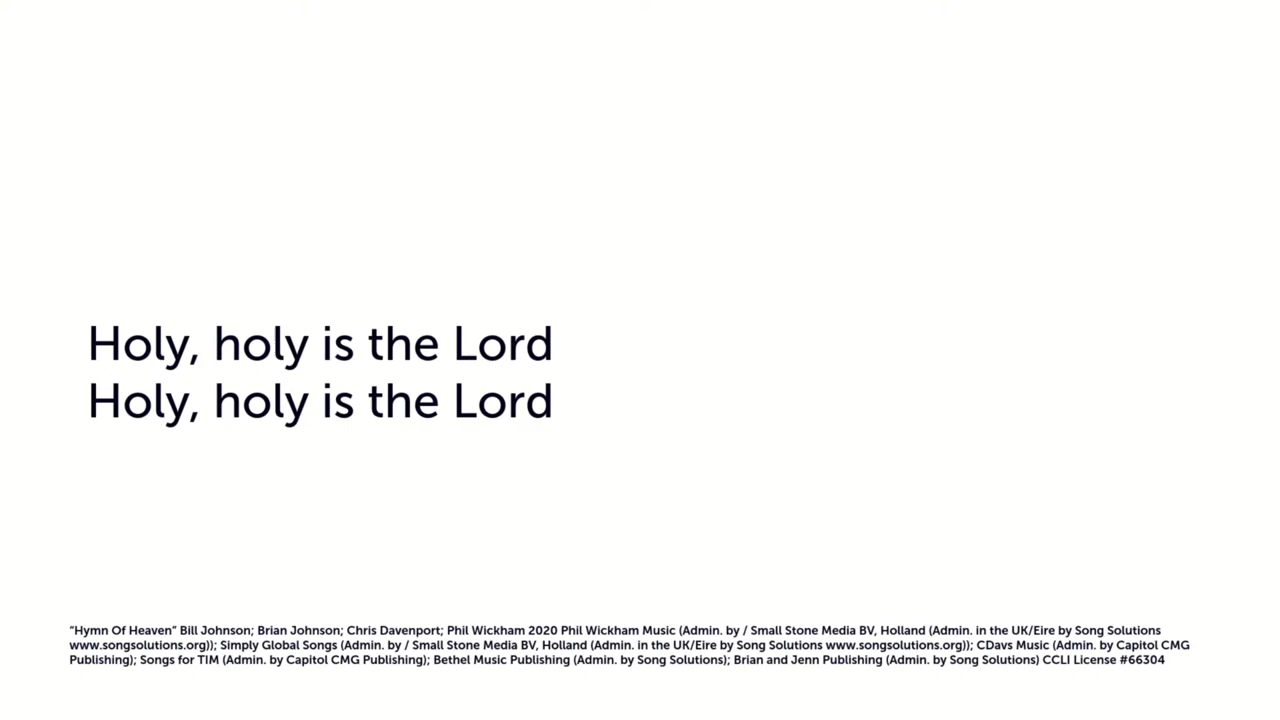 Holy, holy is the Lord
Holy, holy is the Lord
"Hymn Of Heaven" Bill Johnson; Brian Johnson; Chris Davenport; Phil Wickham 2020 Phil Wickham Music (Admin. by / Small Stone Media BV, Holland (Admin. in the UK/Eire by Song Solutions
www.songsolutions.org)); Simply Global Songs (Admin. by / Small Stone Media BV, Holland (Admin. in the UK/Eire by Song Solutions www.songsolutions.org)); CDavs Music (Admin. by Capitol CMG
Publishing); Songs for TIM (Admin. by Capitol CMG Publishing); Bethel Music Publishing (Admin. by Song Solutions); Brian and Jenn Publishing (Admin. by Song Solutions) CCLI License #66304